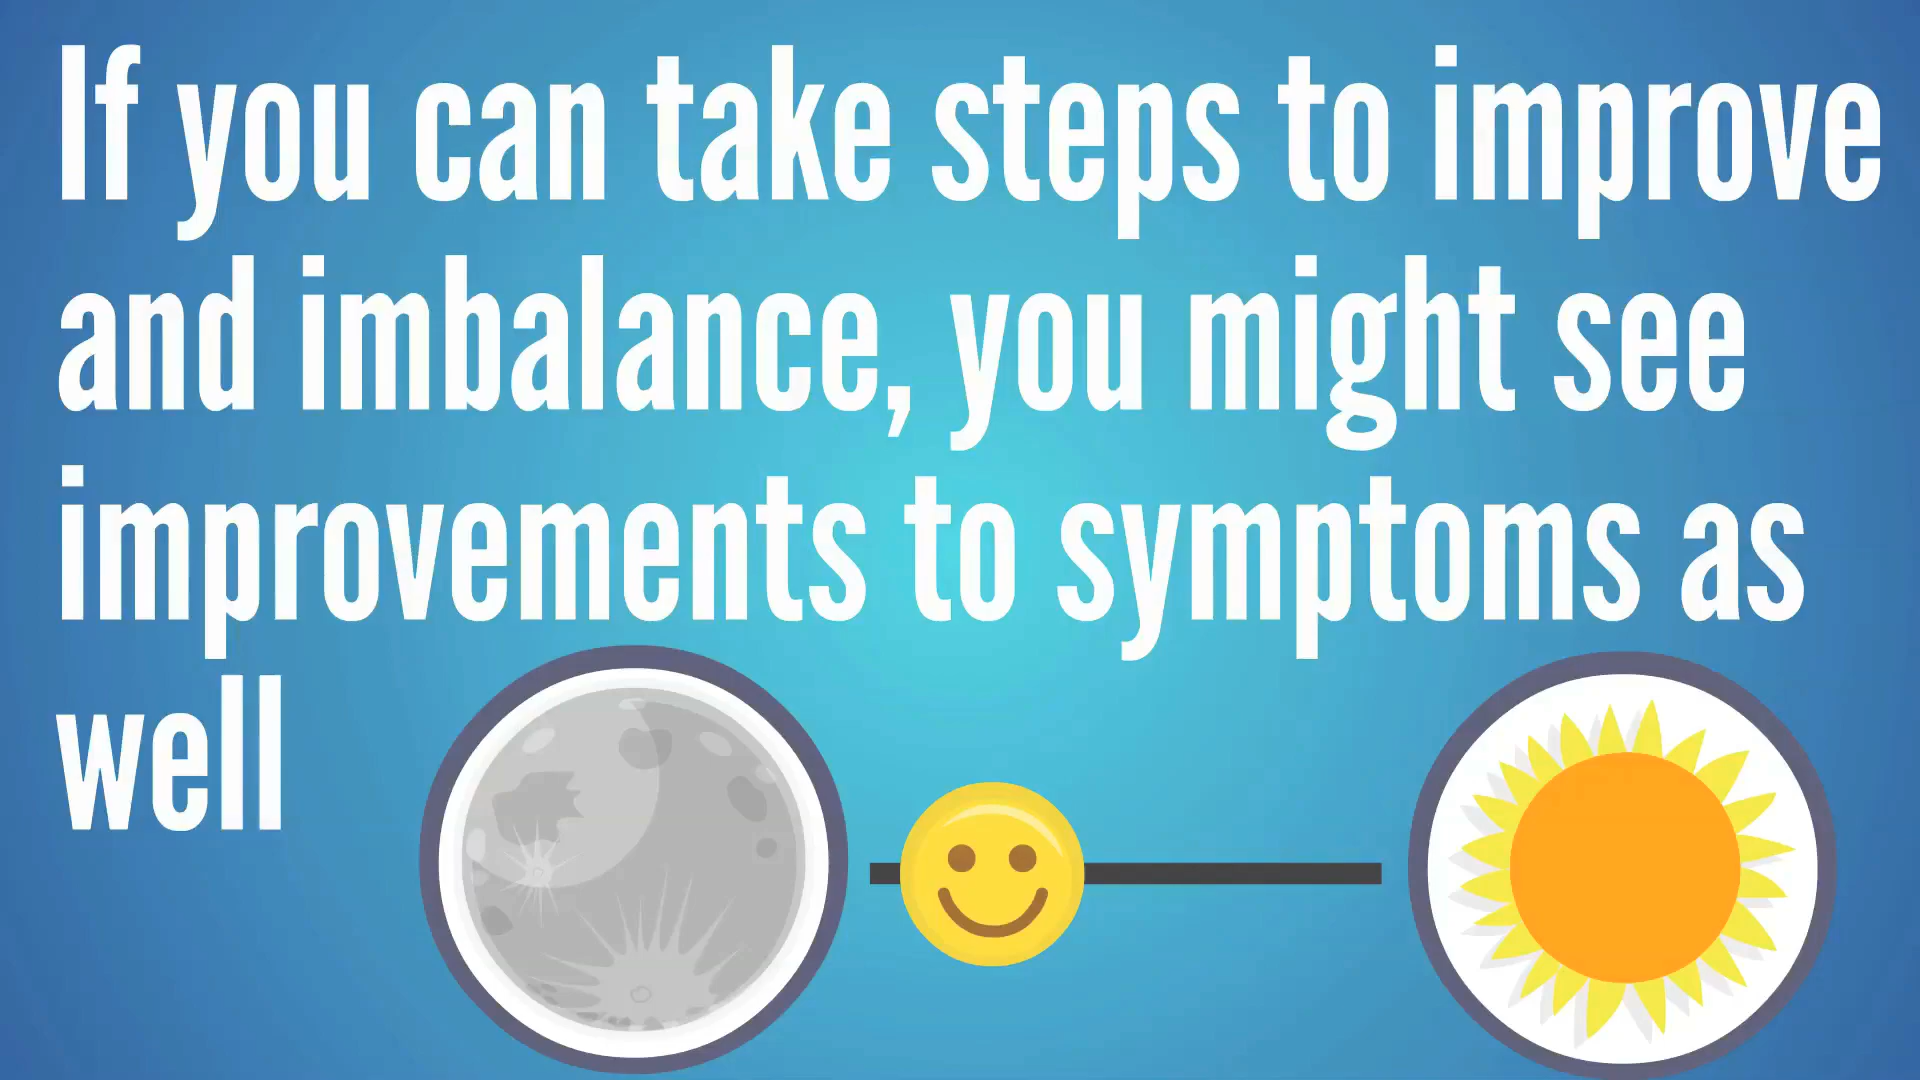 If you can take steps to improve
and imbalance, you might see
improvements to symptoms as
well